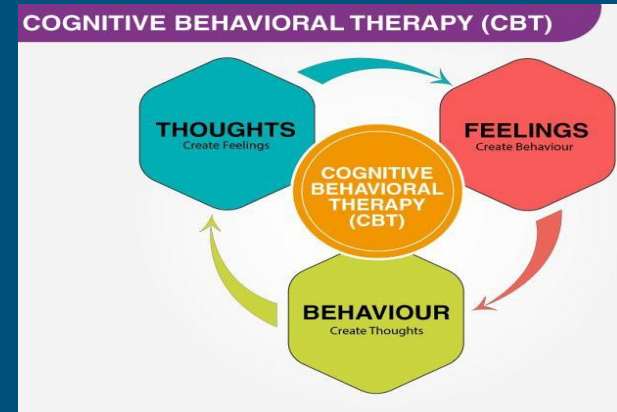 COGNITIVE BEHAVIORAL THERAPY (CBT)
THOUGHTS
Create Feelings
FEELINGS
Create Behaviour
COGNITIVE
BEHAVIORAL
THERAPY
(CBT)
BEHAVIOUR
Create Thoughts